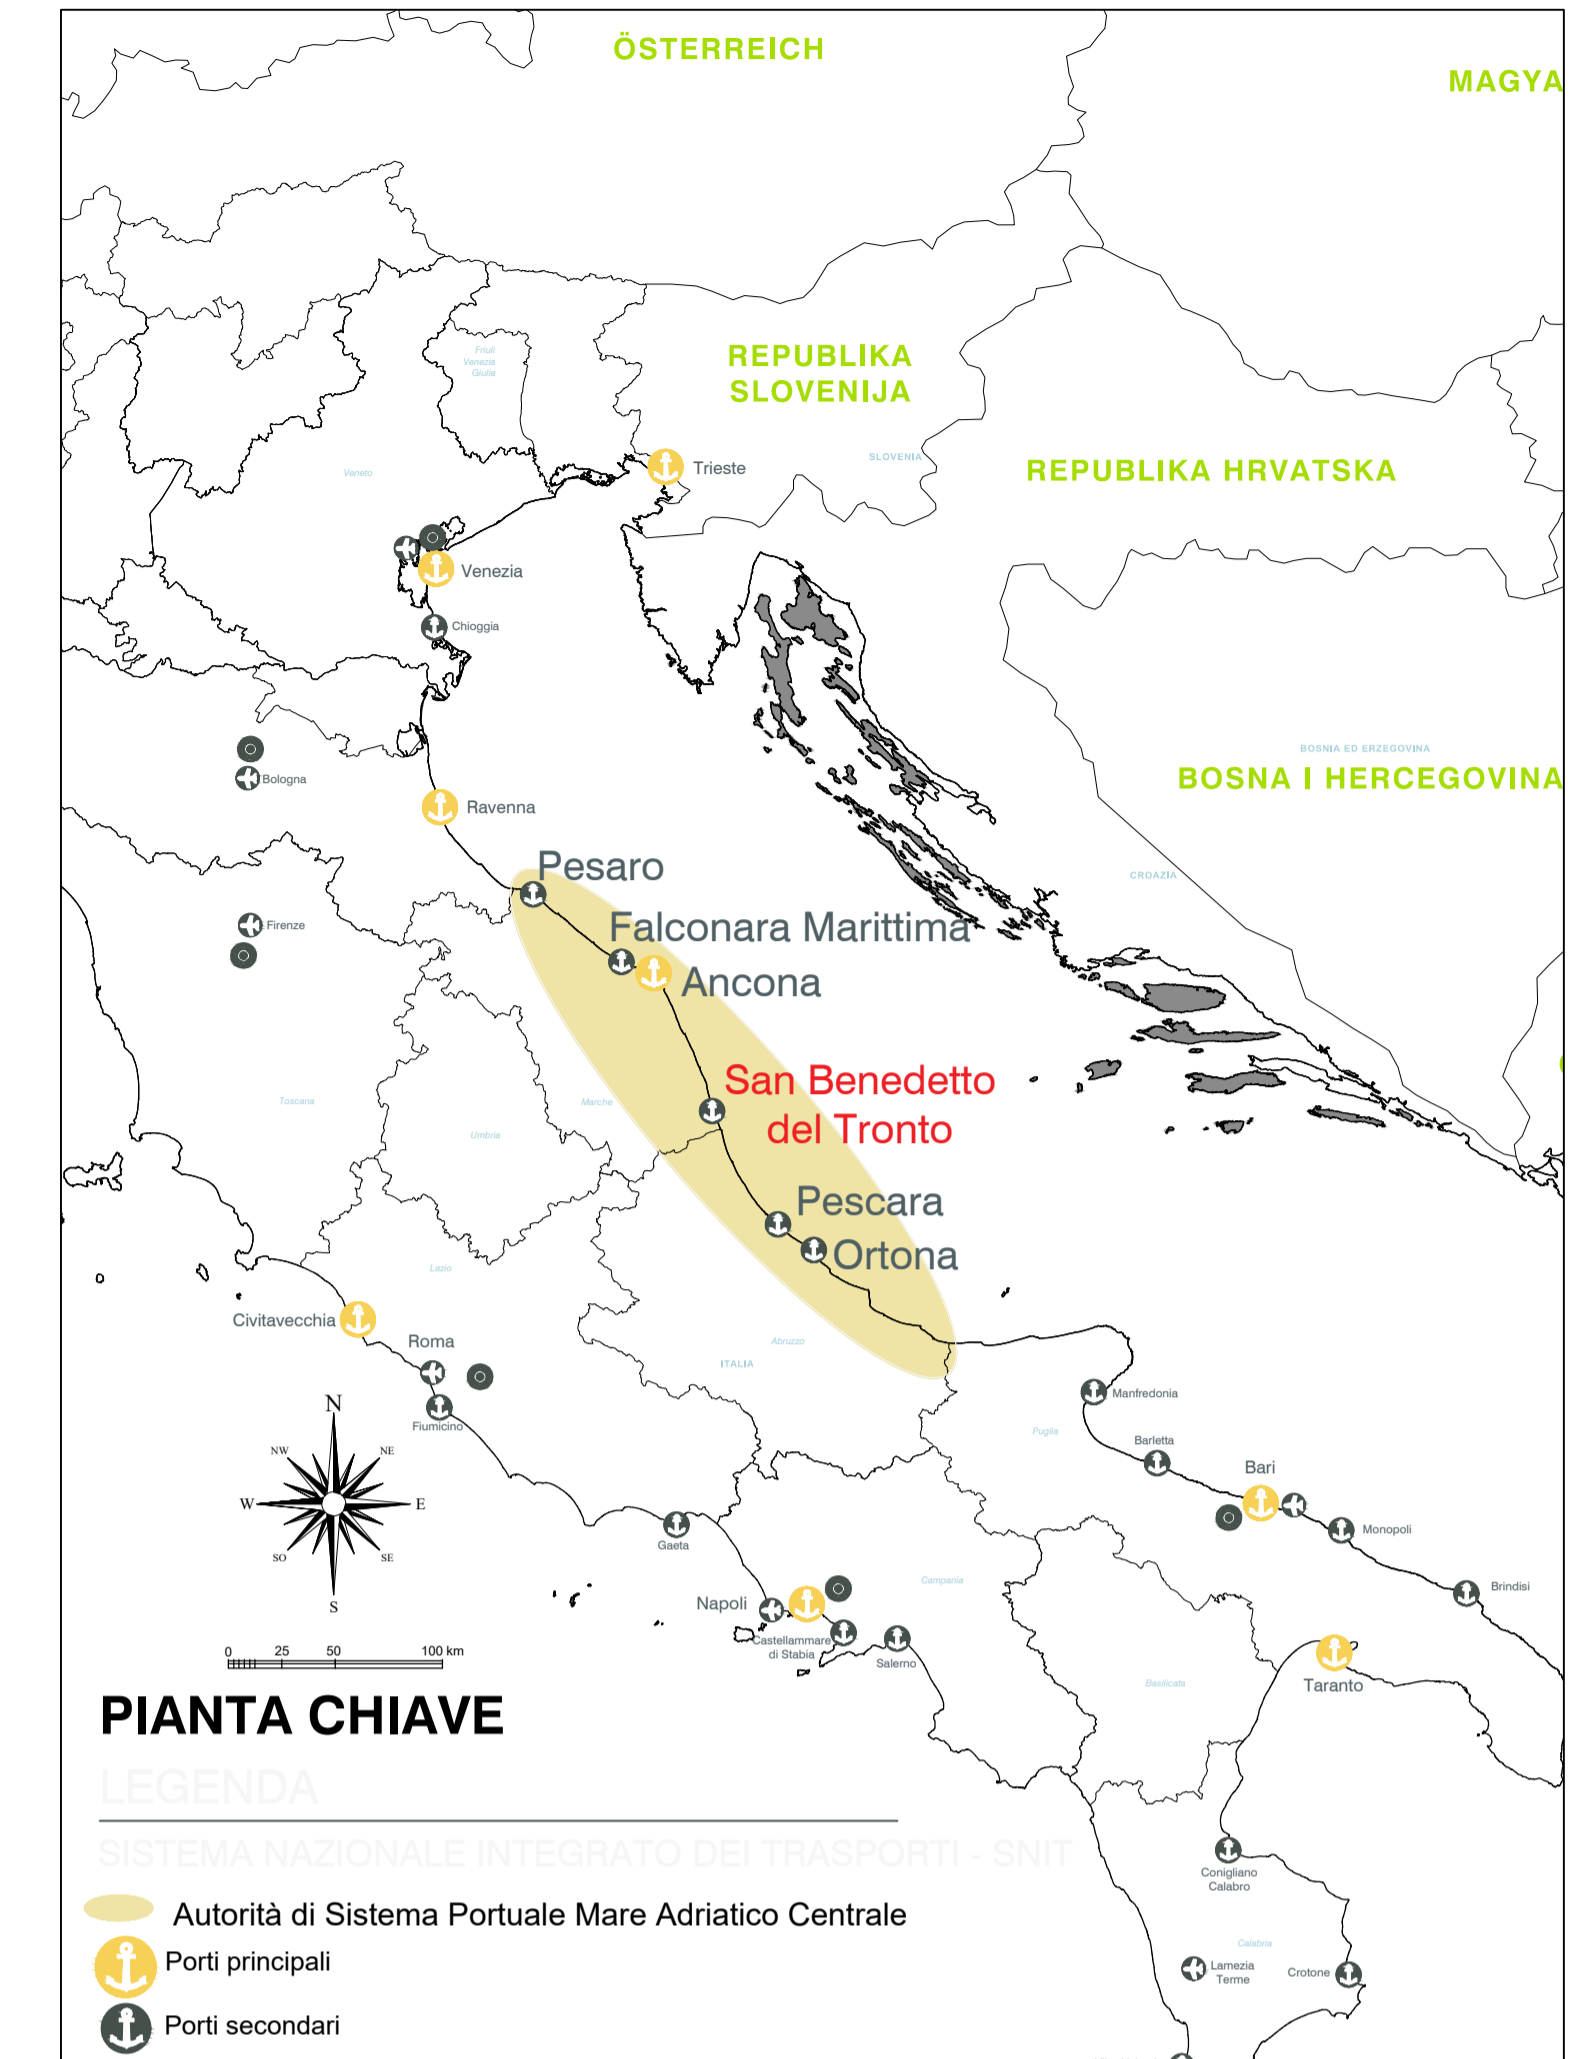 ÖSTERREICH
MAGYA
Friuli
Venezia
Giulia
REPUBLIKA
SLOVENIJA
Veneto
Trieste
SLOVENIA
REPUBLIKA HRVATSKA
Venezia
Chioggia
BOSNIA ED ERZEGOVINA
BOSNA I HERCEGOVINA
Bologna
Ravenna
Pesaro
CROAZIA
Falconara Marittima
Firenze
Ancona
San Benedetto
del Tronto
Toscana
Marche
Umbria
Pescara
Ortona
Lazio
Civitavecchia
Roma
Abruzzo
ITALIA
Manfredonia
Fiumicino
Puglia
Barletta
Bari
N
NW
NE
W
E
SO
SE
S
Gaeta
Monopoli
Campania
Brindisi
Napoli
Castellammare
di Stabia
Salerno
0 25 50 100 km
Basilicata
Taranto
PIANTA CHIAVE
LEGENDA
SISTEMA NAZIONALE INTEGRATO DEI TRASPORTI - SNIT
Conigliano
Calabro
Autorità di Sistema Portuale Mare Adriatico Centrale
Calabria
Porti principali
Lamezia
Terme
Crotone
Porti secondari